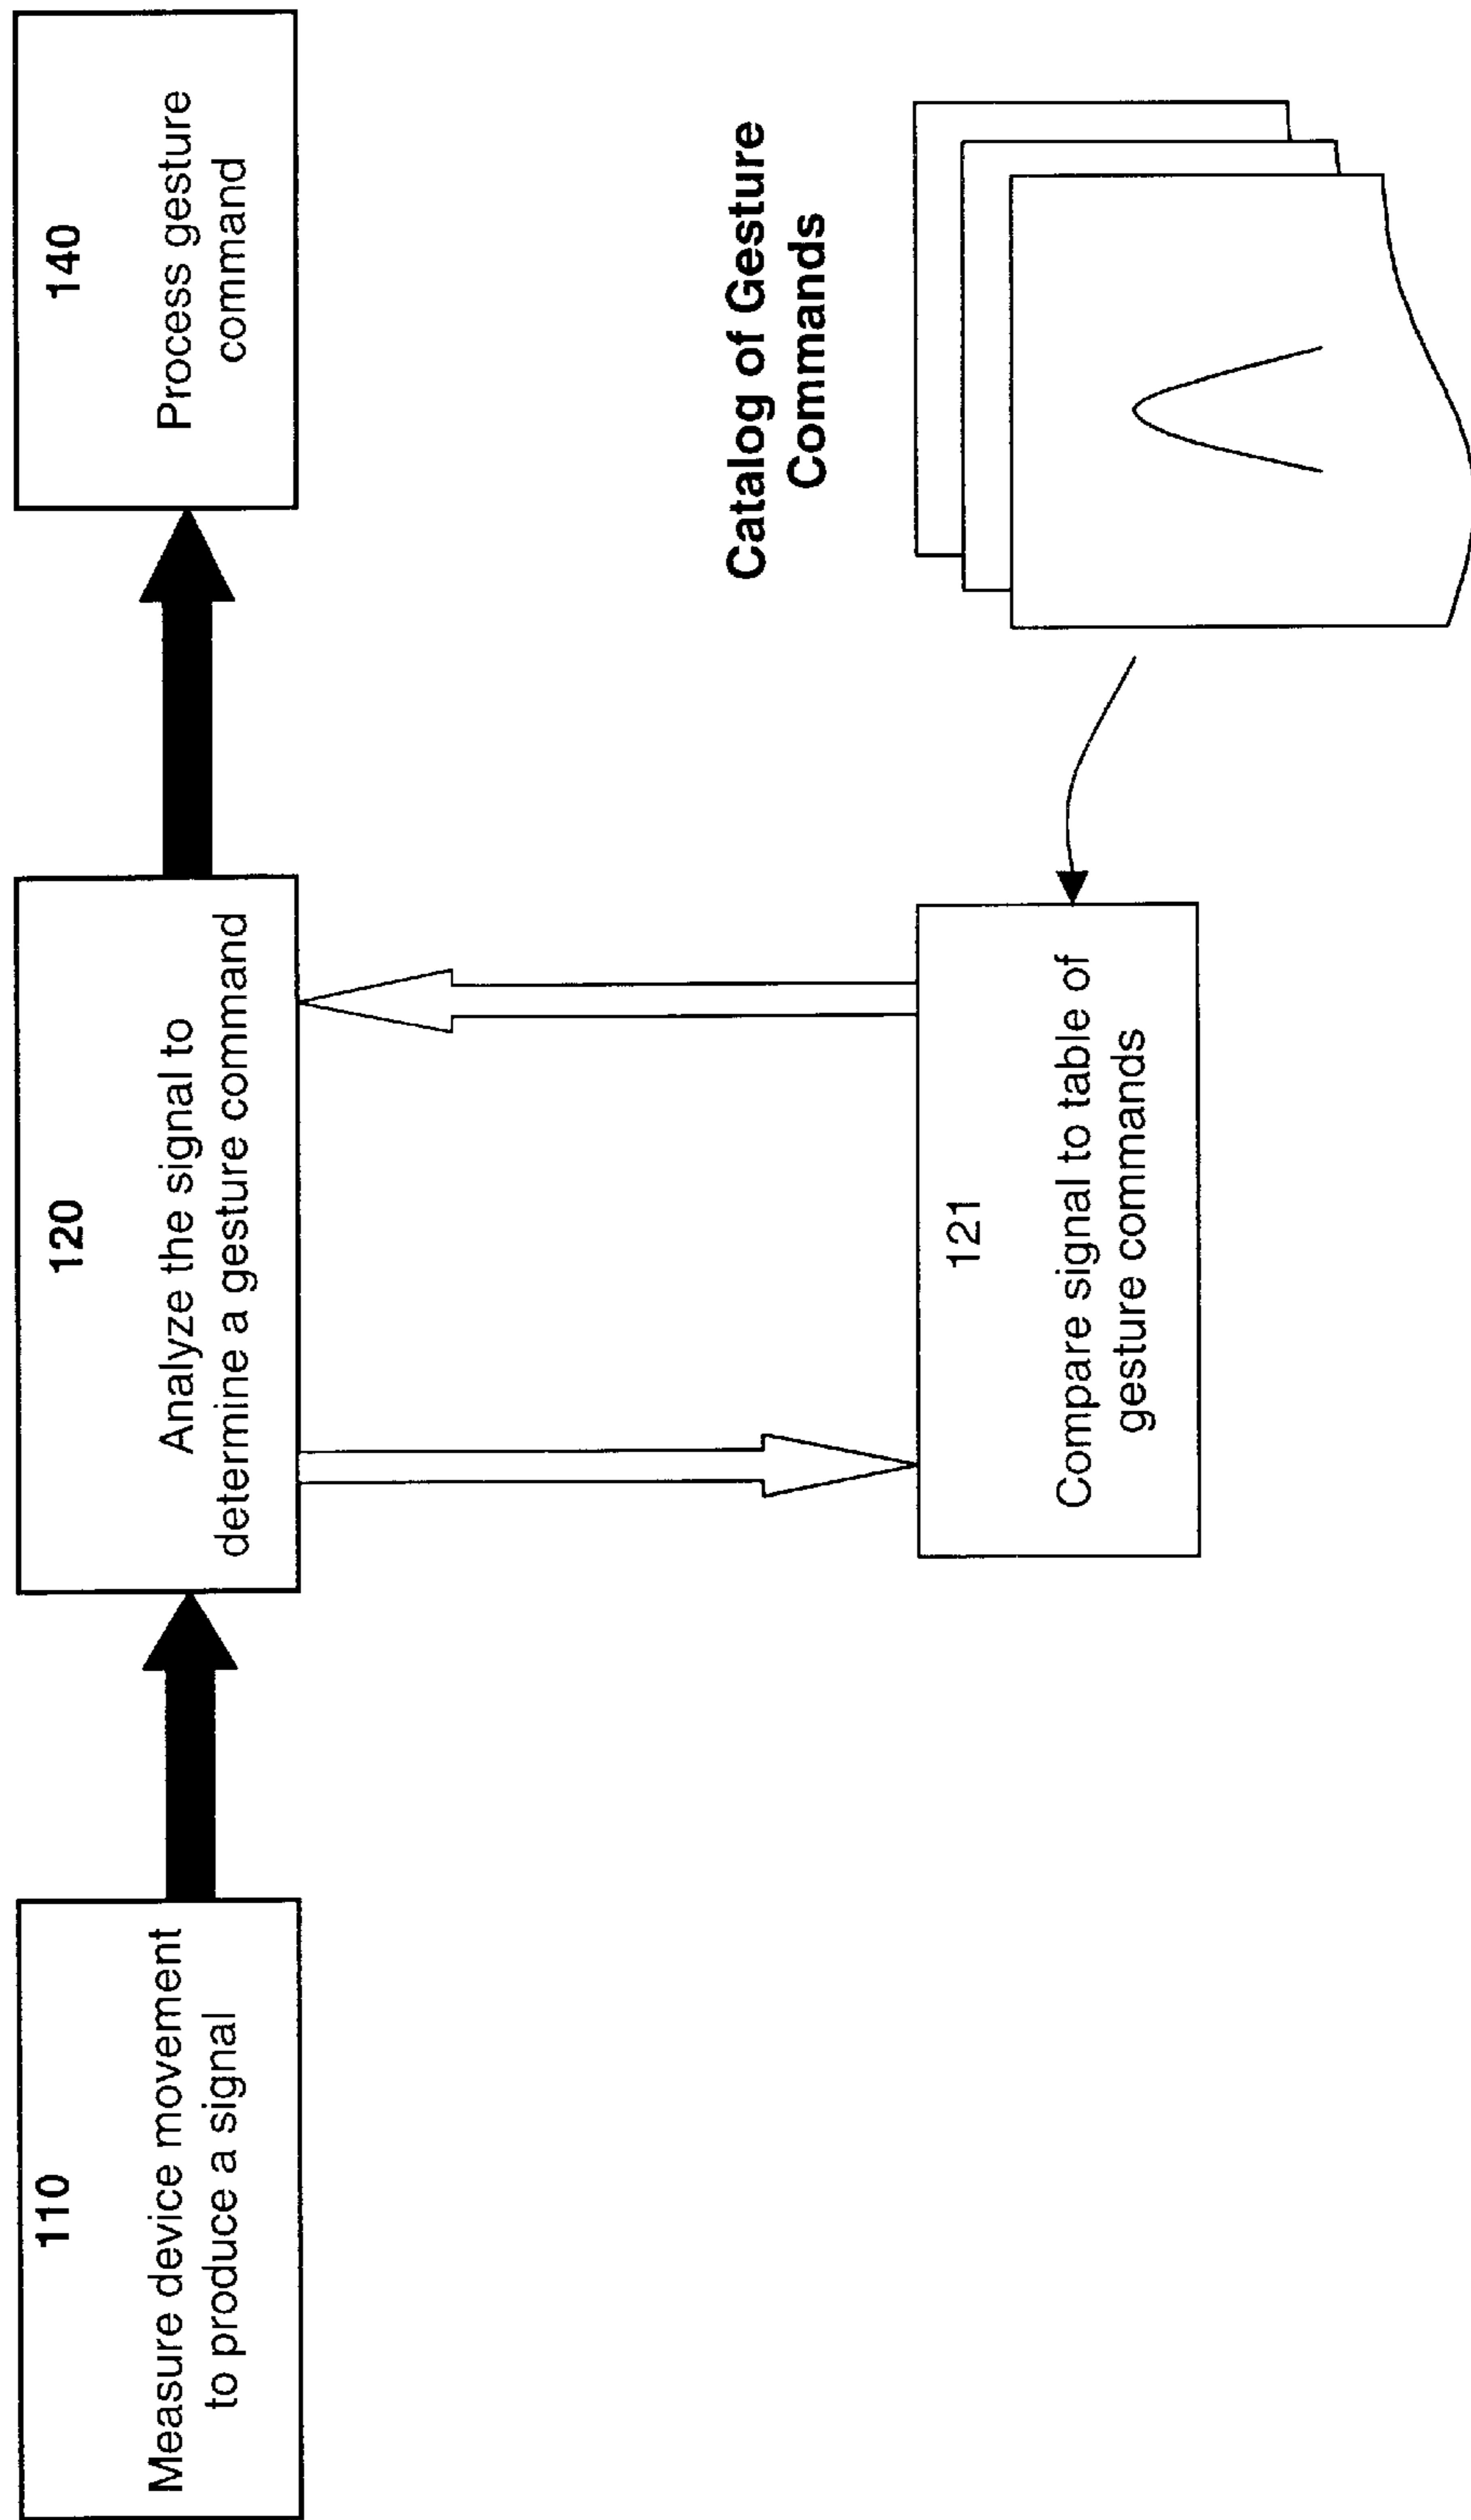 110
Measure device movement
to produce a signal
120
Analyze the signal to
determine a gesture command
140
Process gesture
command
121
Compare signal to table of
gesture commands
Catalog of Gesture
Commands